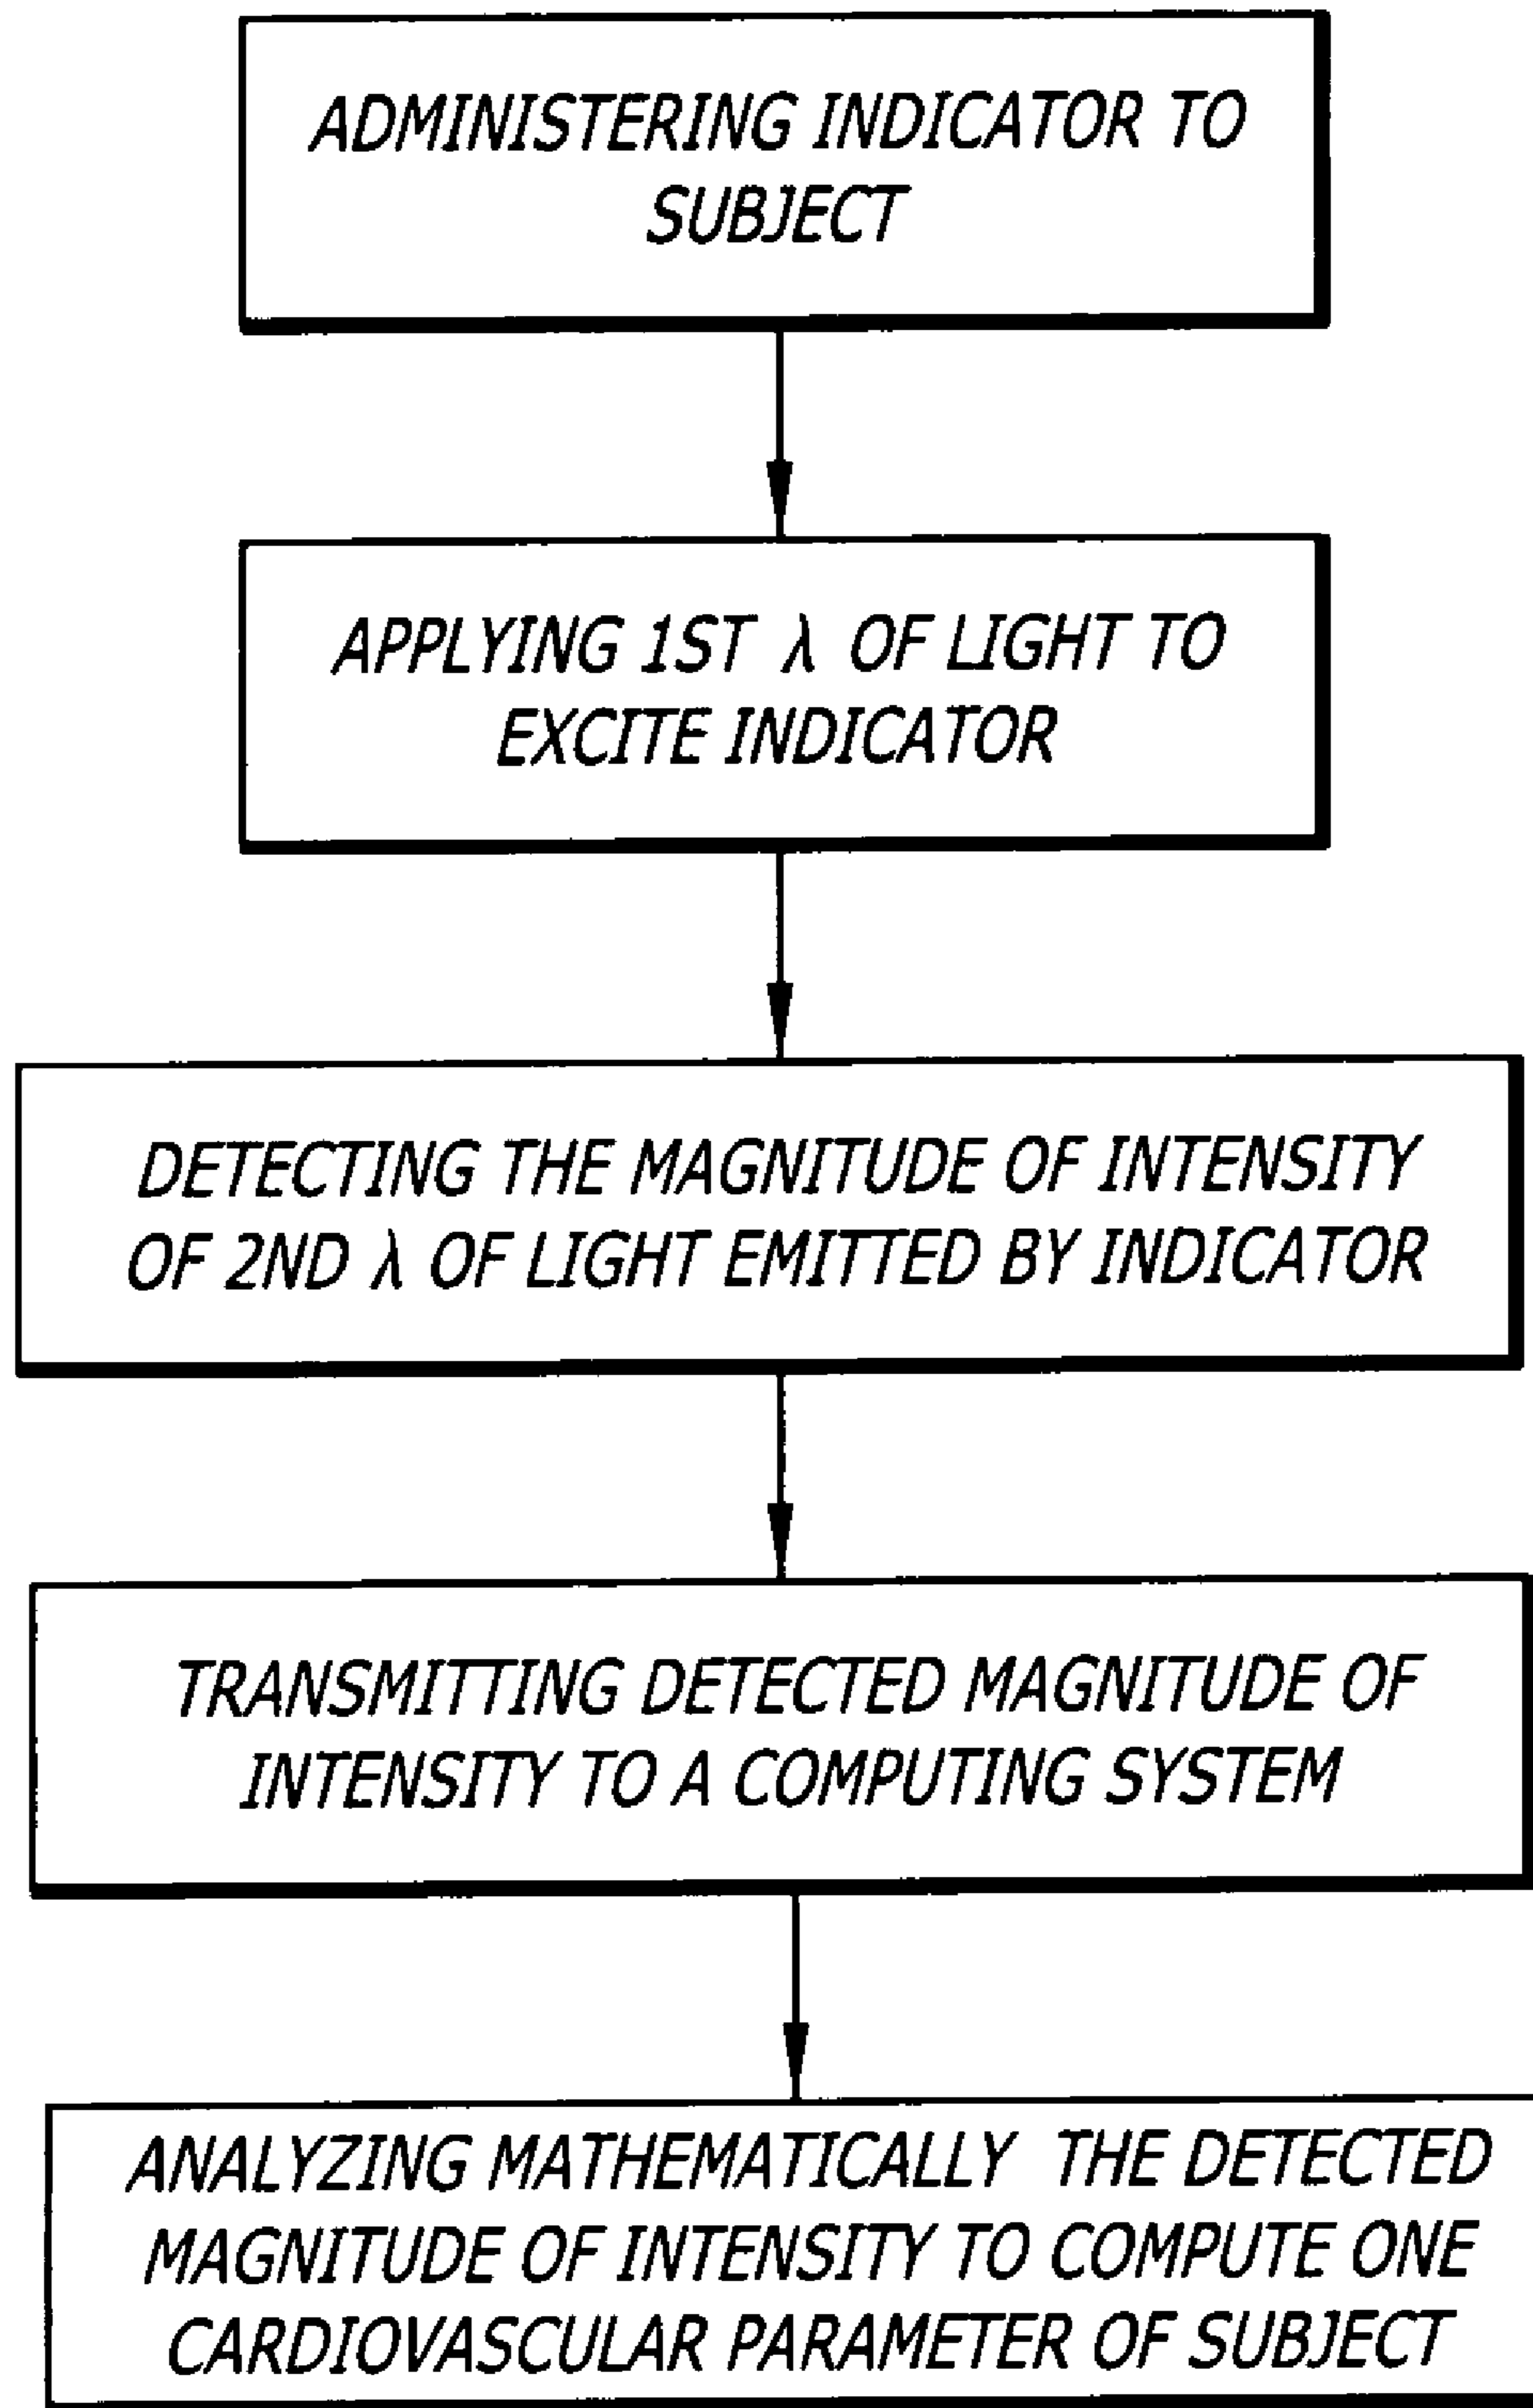 ADMINISTERING INDICATOR TO
SUBJECT
APPLYING 1ST λ OF LIGHT TO
EXCITE INDICATOR
DETECTING THE MAGNITUDE OF INTENSITY
OF 2ND λ OF LIGHT EMITTED BY INDICATOR
TRANSMITTING DETECTED MAGNITUDE OF
INTENSITY TO A COMPUTING SYSTEM
ANALYZING MATHEMATICALLY THE DETECTED
MAGNITUDE OF INTENSITY TO COMPUTE ONE
CARDIOVASCULAR PARAMETER OF SUBJECT